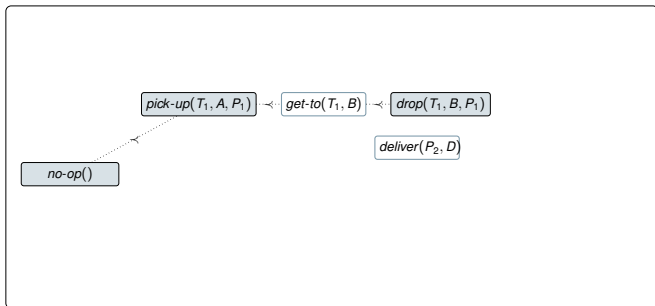 pick-up(T₁, A, P₁) ≺ get-to(T₁, B) ≺ drop(T₁, B, P₁)
≺
deliver(P₂, D)
no-op()